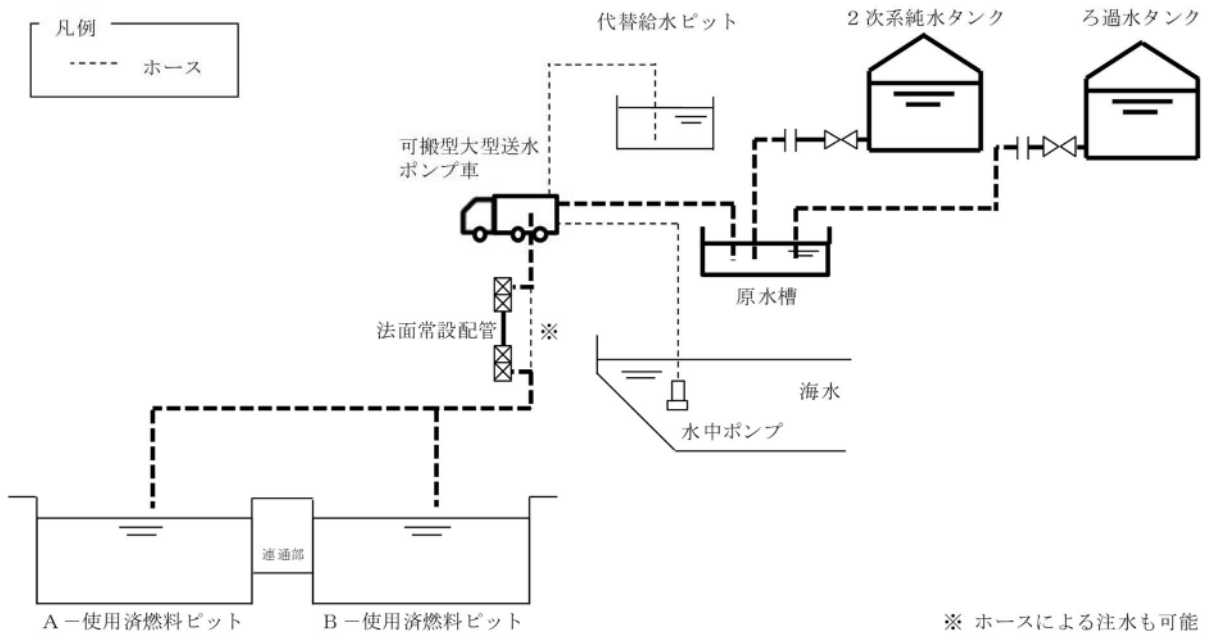 凡例
ホース
代替給水ピット
２次系純水タンク
ろ過水タンク
可搬型大型送水
ポンプ車
原水槽
法面常設配管
※
海水
水中ポンプ
連通部
A－使用済燃料ピット
B－使用済燃料ピット
※ ホースによる注水も可能